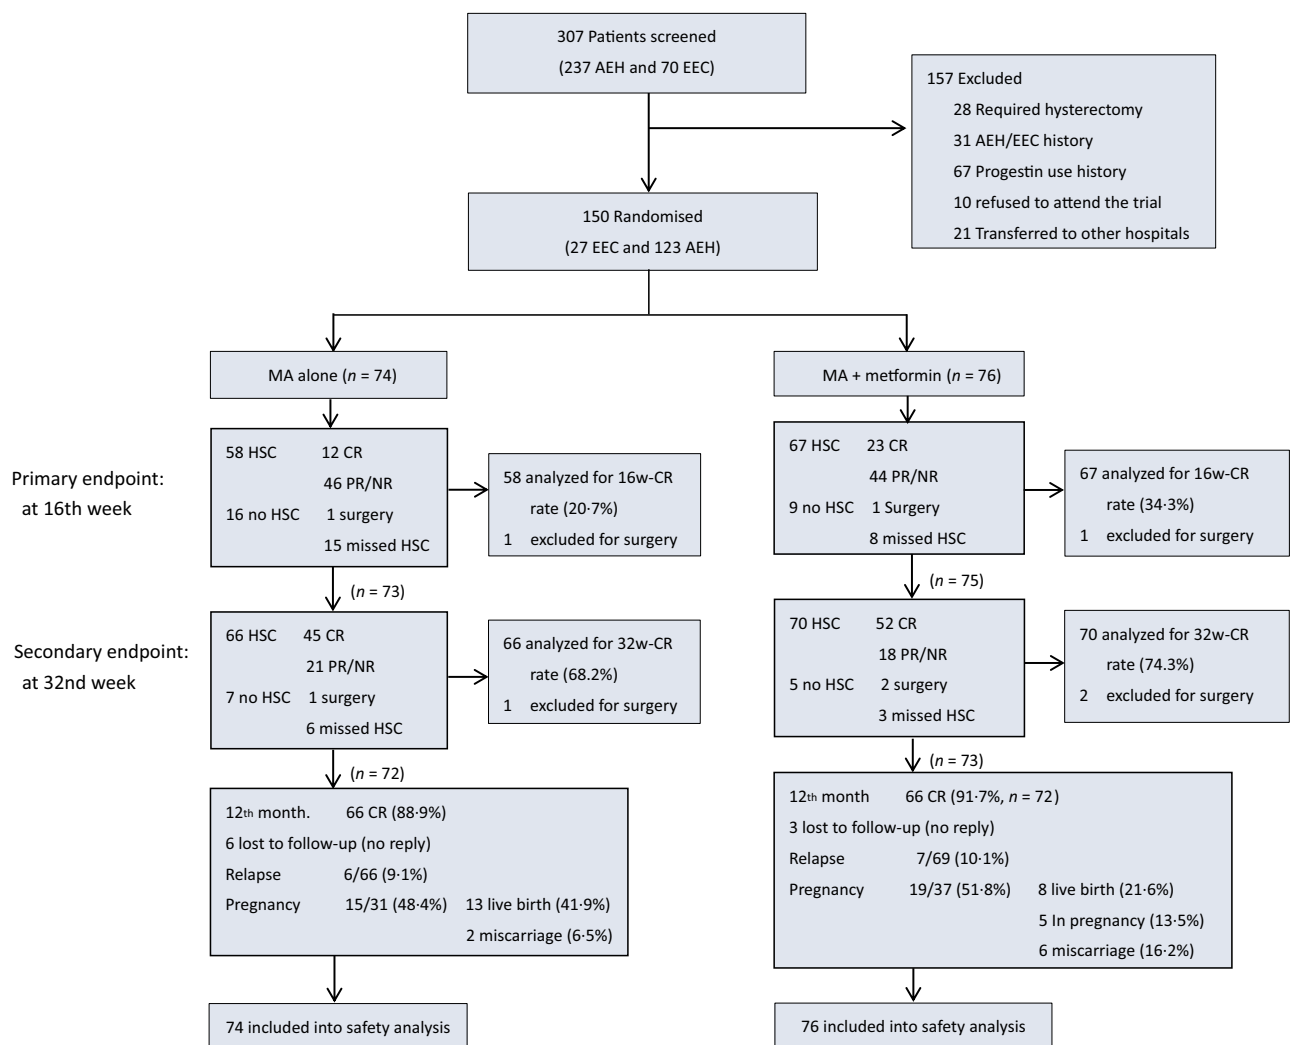 307 Patients screened
(237 AEH and 70 EEC)
157 Excluded
28 Required hysterectomy
31 AEH/EEC history
67 Progestin use history
10 refused to attend the trial
21 Transferred to other hospitals
150 Randomised
(27 EEC and 123 AEH)
MA alone (n = 74)
MA + metformin (n = 76)
Primary endpoint:
at 16th week
58 HSC 12 CR
46 PR/NR
16 no HSC 1 surgery
15 missed HSC
58 analyzed for 16w-CR
rate (20·7%)
1 excluded for surgery
67 HSC 23 CR
44 PR/NR
9 no HSC 1 Surgery
8 missed HSC
67 analyzed for 16w-CR
rate (34·3%)
1 excluded for surgery
(n = 73)
(n = 75)
Secondary endpoint:
at 32nd week
66 HSC 45 CR
21 PR/NR
7 no HSC 1 surgery
6 missed HSC
66 analyzed for 32w-CR
rate (68.2%)
1 excluded for surgery
70 HSC 52 CR
18 PR/NR
5 no HSC 2 surgery
3 missed HSC
70 analyzed for 32w-CR
rate (74.3%)
2 excluded for surgery
(n = 72)
(n = 73)
12th month. 66 CR (88·9%)
6 lost to follow-up (no reply)
Relapse 6/66 (9·1%)
Pregnancy 15/31 (48·4%) 13 live birth (41·9%)
2 miscarriage (6·5%)
12th month 66 CR (91·7%, n = 72)
3 lost to follow-up (no reply)
Relapse 7/69 (10·1%)
Pregnancy 19/37 (51·8%) 8 live birth (21·6%)
5 In pregnancy (13·5%)
6 miscarriage (16·2%)
74 included into safety analysis
76 included into safety analysis